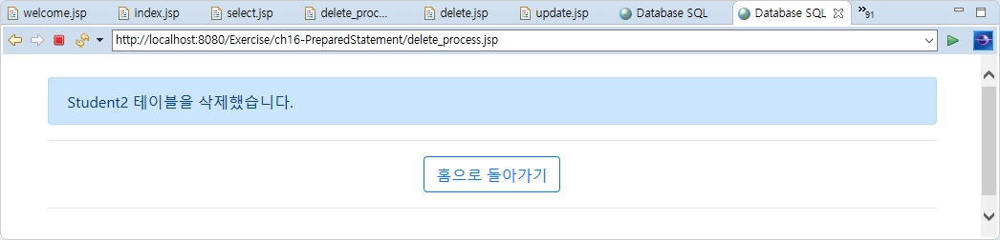 welcome.jsp index.jsp select.jsp delete_proc... delete.jsp update.jsp Database SQL Database SQL 91
http://localhost:8080/Exercise/ch16-PreparedStatement/delete_process.jsp
Student2 테이블을 삭제했습니다.
홈으로 돌아가기